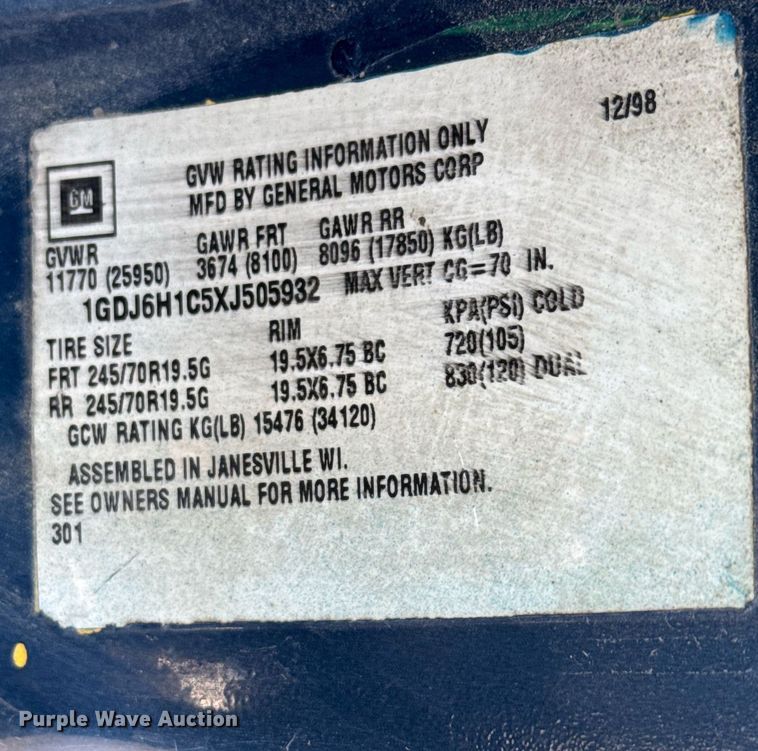 12/98
GM
GVW RATING INFORMATION ONLY
MFD BY GENERAL MOTORS CORP
GVWR GAWR FRT GAWR RR
11770 (25950) 3674 (8100) 8096 (17850) KG(LB)
1GDJ6H1C5XJ505932 MAX VERT CG=70 IN.
TIRE SIZE RIM KPA(PSI) COLD
FRT 245/70R19.5G 19.5X6.75 BC 720(105)
RR 245/70R19.5G 19.5X6.75 BC 830(120) DUAL
GCW RATING KG(LB) 15476 (34120)
ASSEMBLED IN JANESVILLE WI.
SEE OWNERS MANUAL FOR MORE INFORMATION.
301
Purple Wave Auction